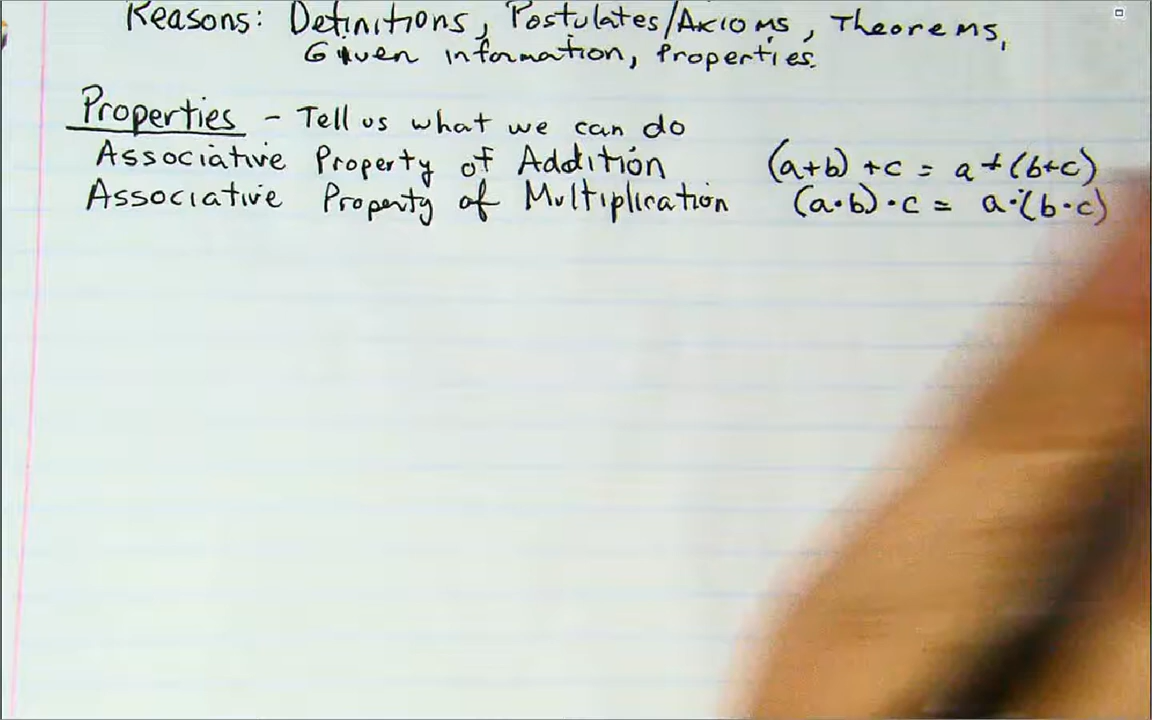 Reasons: Definitions, Postulates/Axioms, Theorems,
Given information, Properties.
Properties - Tell us what we can do
Associative Property of Addition (a+b)+c = a+(b+c)
Associative Property of Multiplication (a·b)·c = a·(b·c)